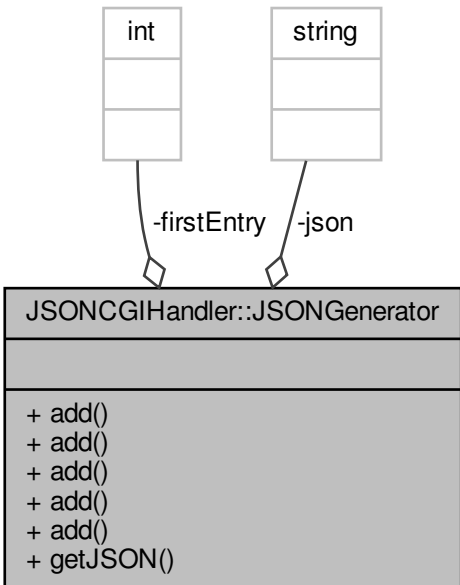 int
string
-firstEntry
-json
JSONCGIHandler::JSONGenerator
+ add()
+ add()
+ add()
+ add()
+ add()
+ getJSON()